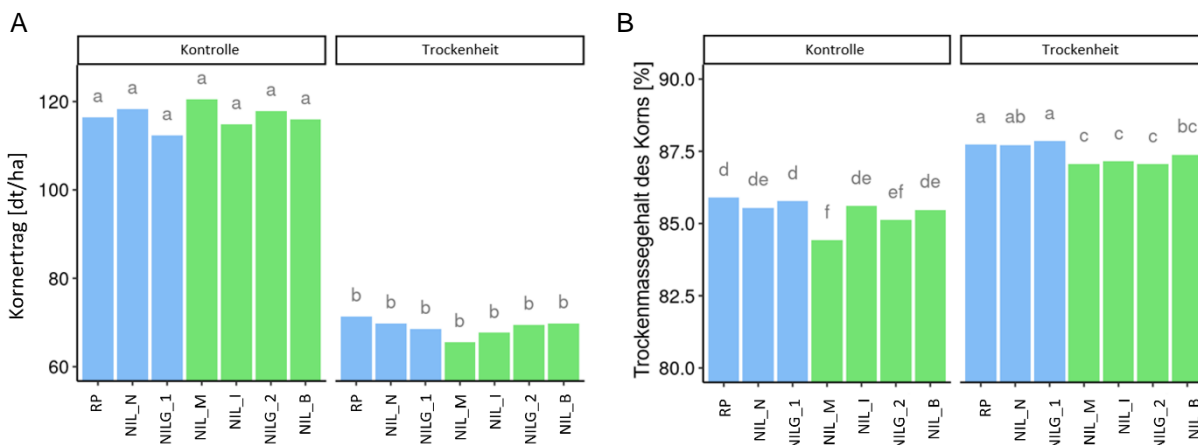 A
Kontrolle
Trockenheit
Kornertrag [dt/ha]
120
100
80
60
a a a a a a a
b b b b b b b
RP NIL_N NILG_1 NIL_M NIL_I NILG_2 NIL_B
RP NIL_N NILG_1 NIL_M NIL_I NILG_2 NIL_B
B
Kontrolle
Trockenheit
Trockenmassegehalt des Korns [%]
90.0
87.5
85.0
82.5
80.0
d de d f de ef de
a ab a c c c bc
RP NIL_N NILG_1 NIL_M NIL_I NILG_2 NIL_B
RP NIL_N NILG_1 NIL_M NIL_I NILG_2 NIL_B